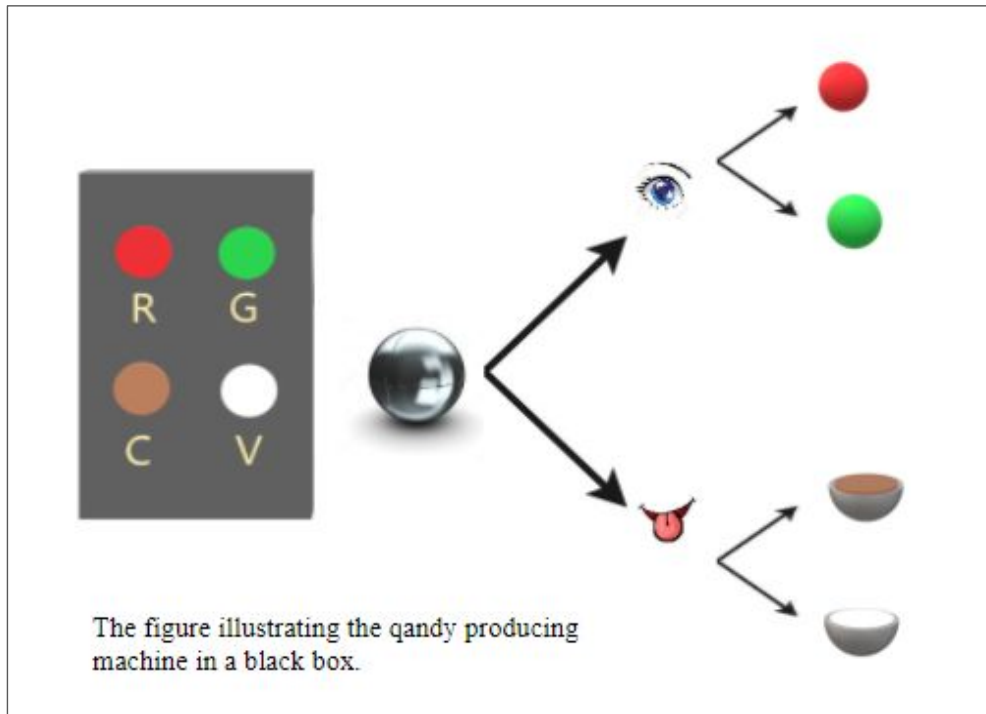 R G
C V
The figure illustrating the qandy producing
machine in a black box.